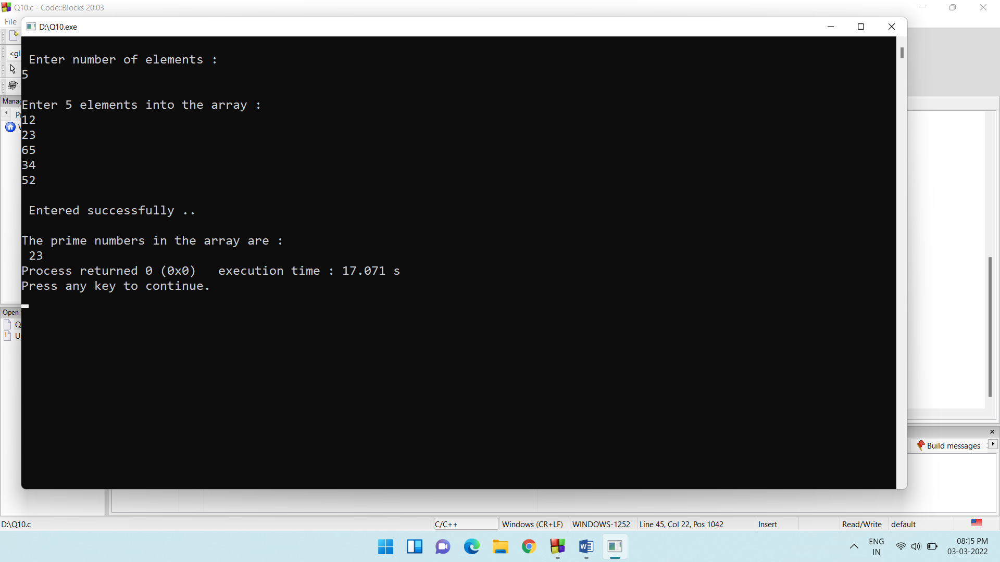 Q10.c - Code::Blocks 20.03
File
D:\Q10.exe
<gl
Enter number of elements :
5
Enter 5 elements into the array :
12
23
65
34
52
Entered successfully ..
The prime numbers in the array are :
23
Process returned 0 (0x0)   execution time : 17.071 s
Press any key to continue.
Manag
Open
Build messages
D:\Q10.c
C/C++
Windows (CR+LF)
WINDOWS-1252
Line 45, Col 22, Pos 1042
Insert
Read/Write
default
ENG
IN
08:15 PM
03-03-2022